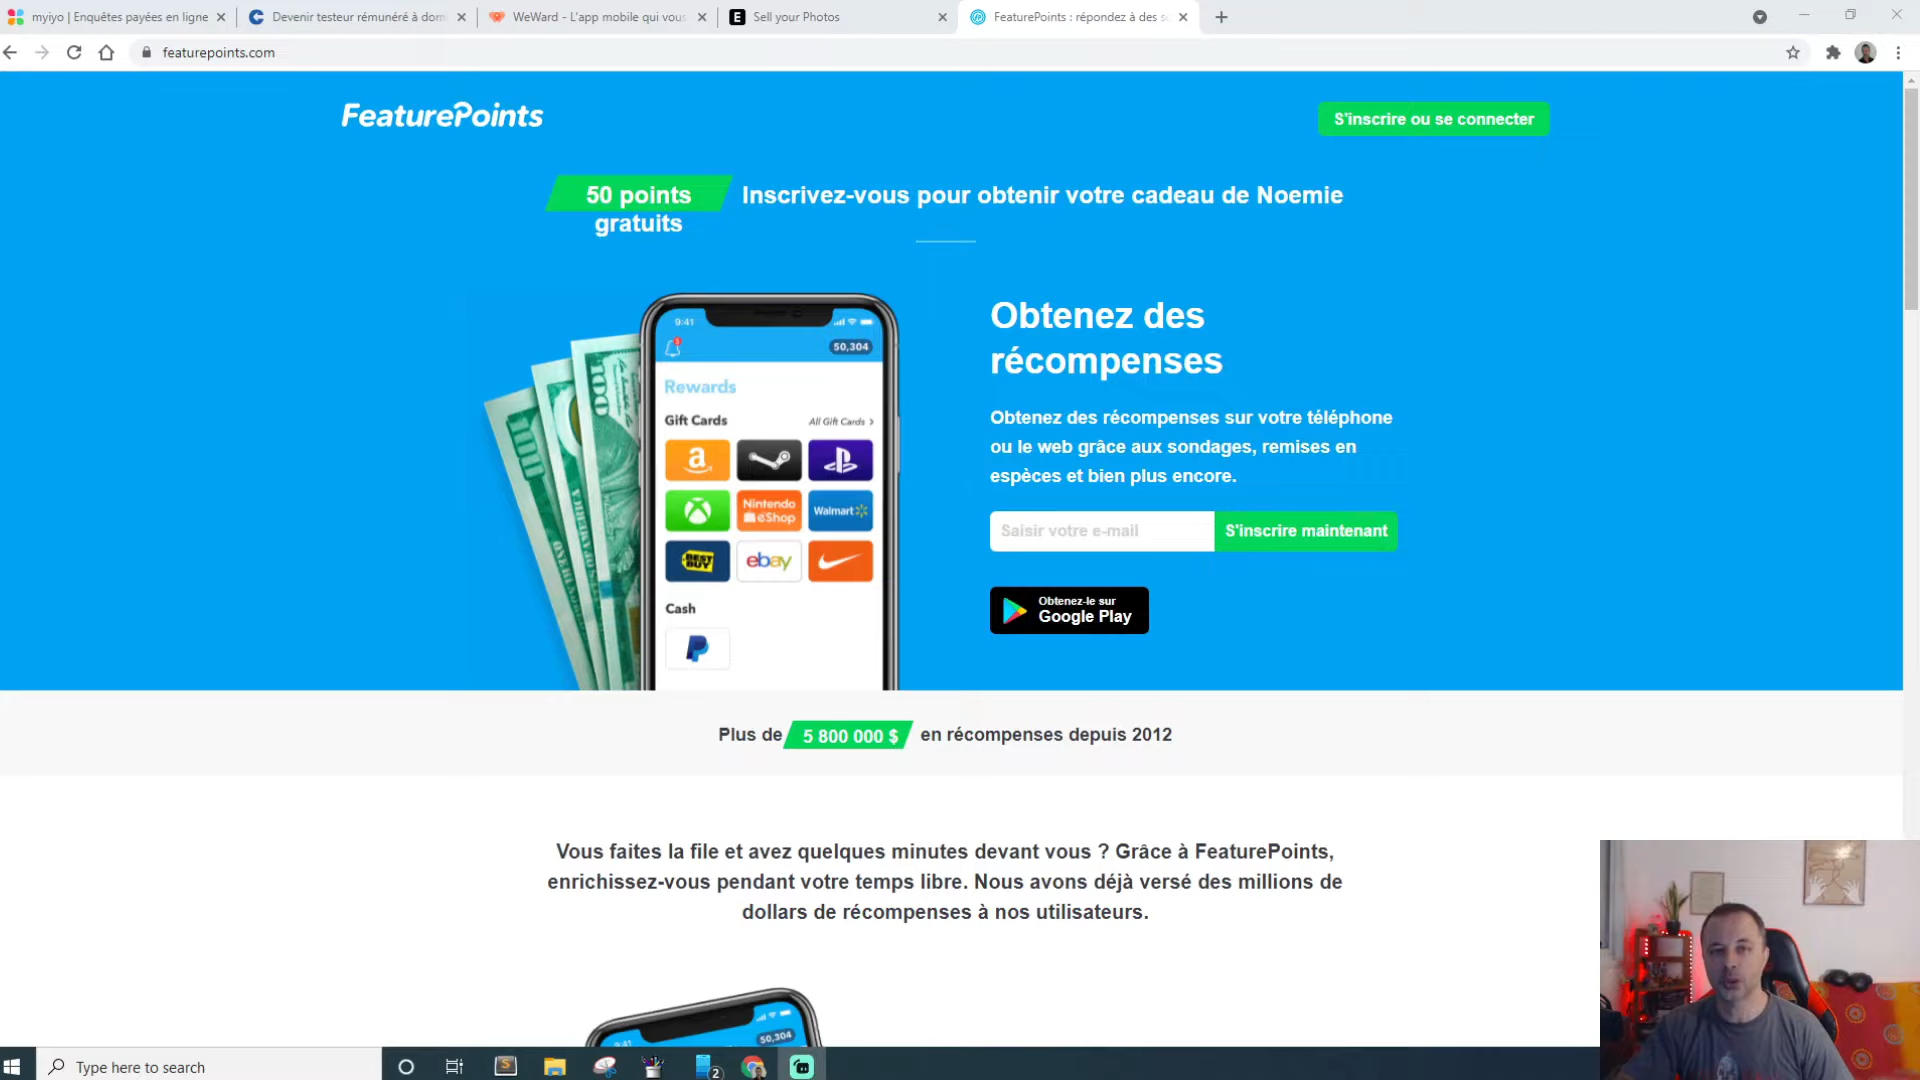 myiyo | Enquêtes payées en ligne
Devenir testeur rémunéré à dom
WeWard - L'app mobile qui vous
Sell your Photos
FeaturePoints : répondez à des s
featurepoints.com
FeaturePoints
S'inscrire ou se connecter
50 points
gratuits
Inscrivez-vous pour obtenir votre cadeau de Noemie
9:41
50,304
Rewards
Gift Cards
All Gift Cards >
Nintendo
eShop
Walmart
BEST
BUY
ebay
Cash
100
Obtenez des
récompenses
Obtenez des récompenses sur votre téléphone
ou le web grâce aux sondages, remises en
espèces et bien plus encore.
Saisir votre e-mail
S'inscrire maintenant
Obtenez-le sur
Google Play
Plus de 5 800 000 $ en récompenses depuis 2012
Vous faites la file et avez quelques minutes devant vous ? Grâce à FeaturePoints,
enrichissez-vous pendant votre temps libre. Nous avons déjà versé des millions de
dollars de récompenses à nos utilisateurs.
9:41
50,304
Type here to search
2